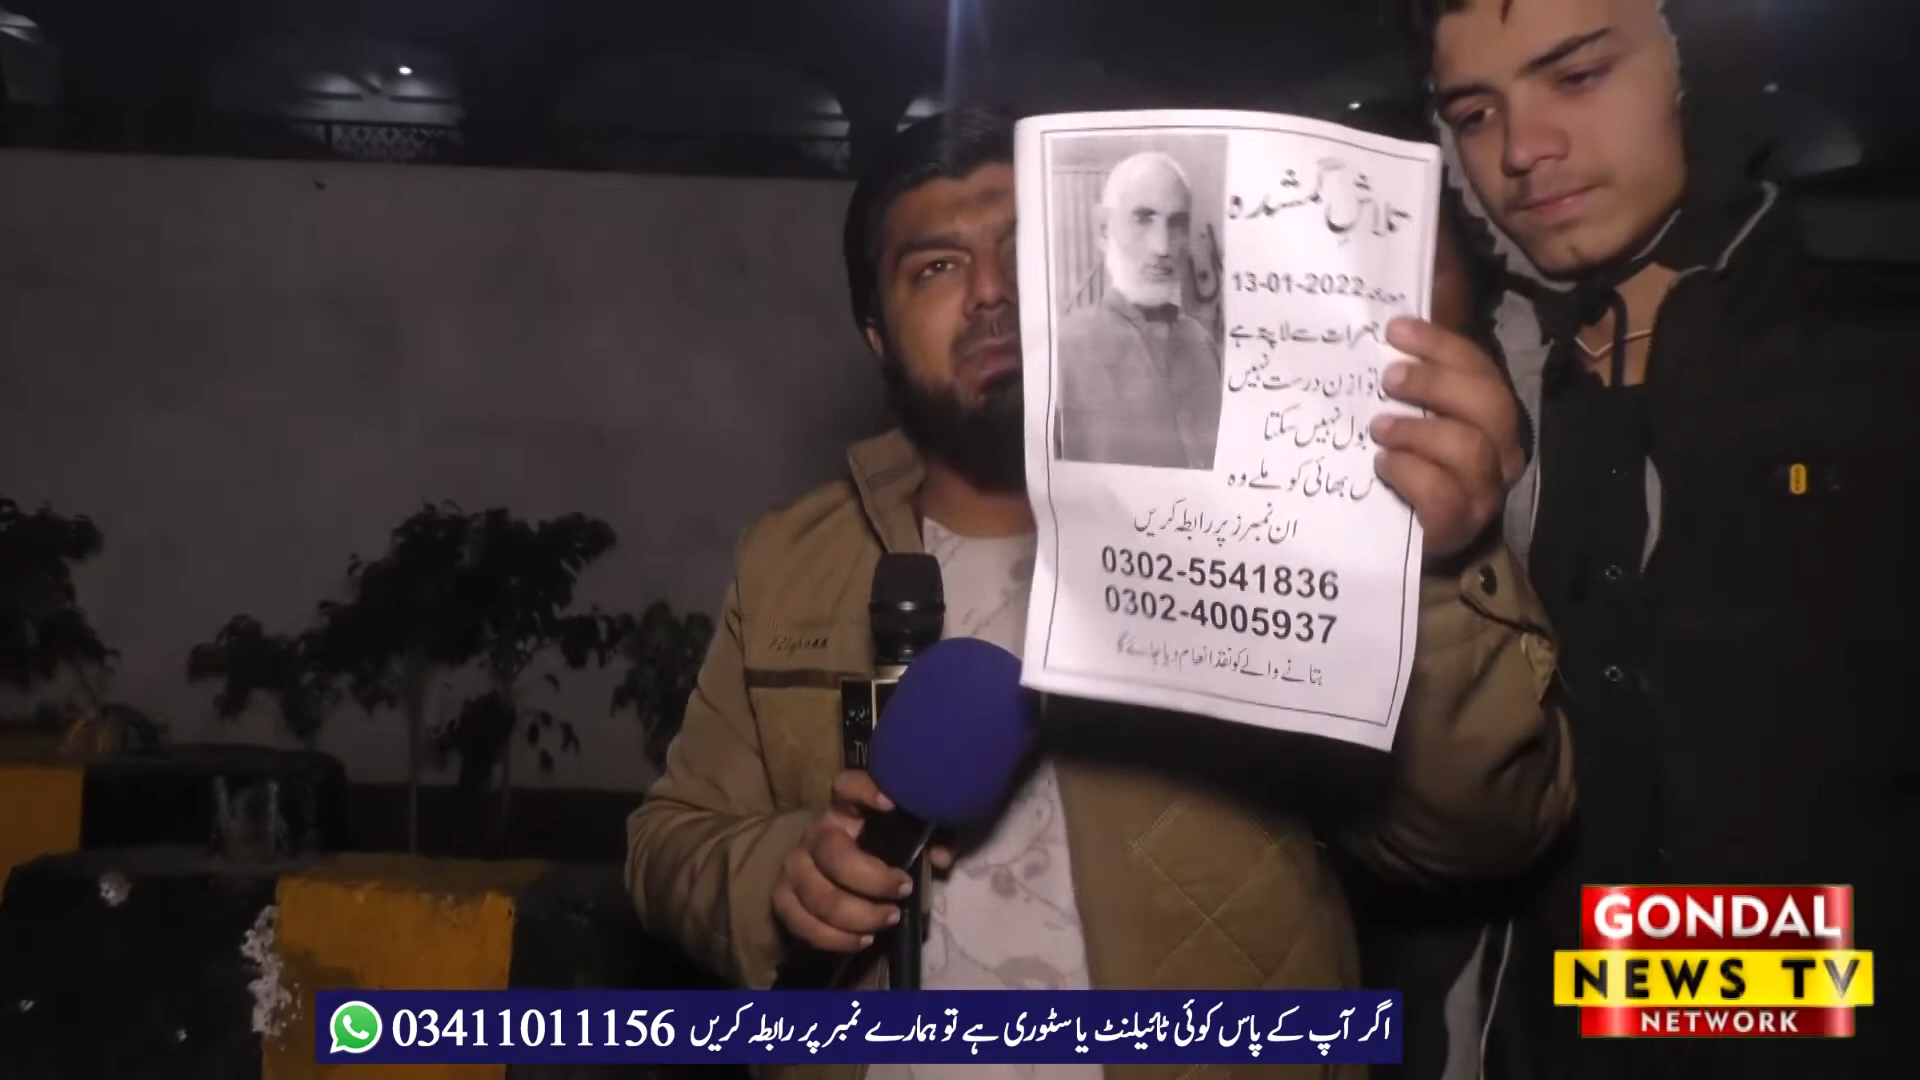 تلاشِ گمشدہ
13-01-2022
جمعرات سے لاپتہ ہے
توازن درست نہیں
بول نہیں سکتا
بھائی کو ملے وہ
ان نمبرز پر رابطہ کریں
0302-5541836
0302-4005937
بتانے والے کو نقد انعام دیا جائے گا
TV
اگر آپ کے پاس کوئی ٹائیلنٹ یا سٹوری ہے تو ہمارے نمبر پر رابطہ کریں 03411011156
GONDAL
NEWS TV
NETWORK